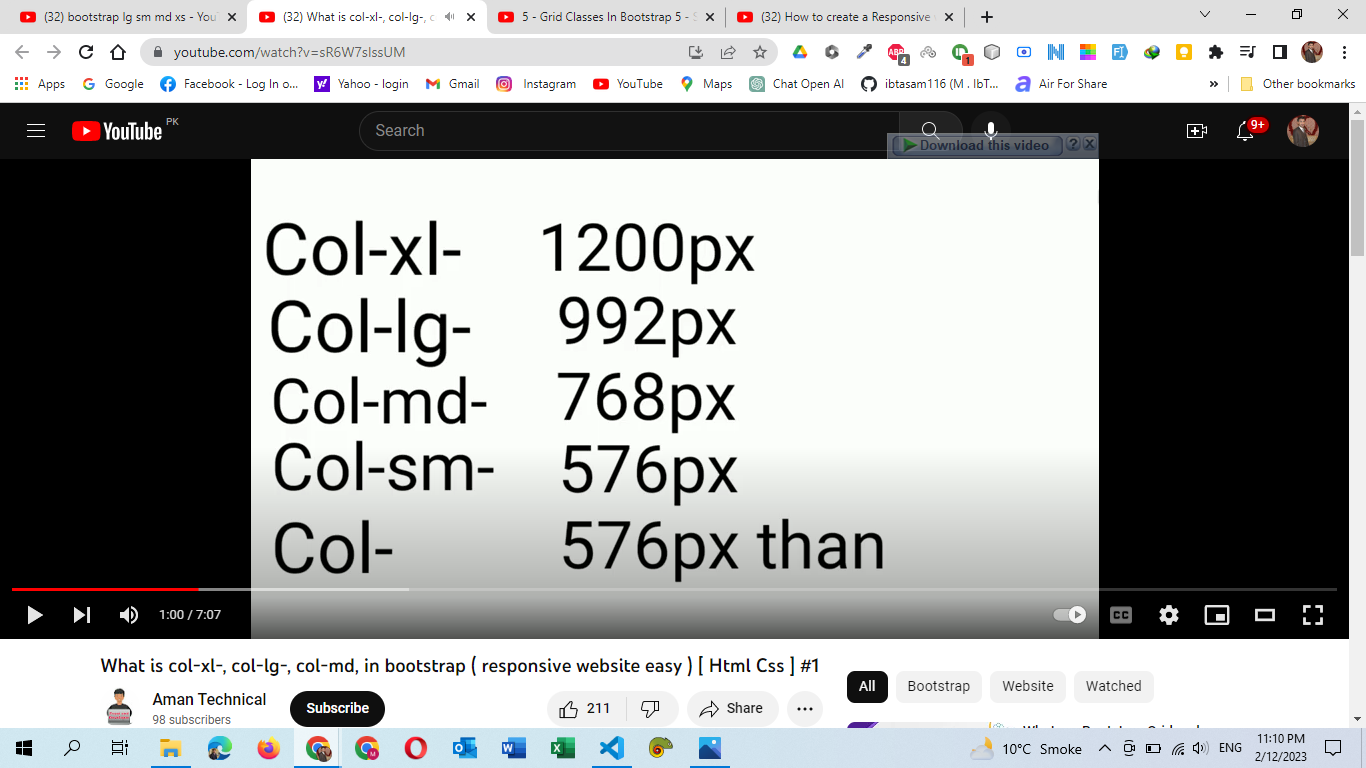 (32) bootstrap lg sm md xs - You
(32) What is col-xl-, col-lg-, c
5 - Grid Classes In Bootstrap 5 - S
(32) How to create a Responsive
youtube.com/watch?v=sR6W7slssUM
ABP
4
1
Apps
Google
Facebook - Log In o...
Yahoo - login
Gmail
Instagram
YouTube
Maps
Chat Open AI
ibtasam116 (M . IbT...
Air For Share
»
Other bookmarks
YouTube PK
Search
9+
Download this video
Col-xl- 1200px
Col-lg- 992px
Col-md- 768px
Col-sm- 576px
Col- 576px than
1:00 / 7:07
CC
What is col-xl-, col-lg-, col-md, in bootstrap ( responsive website easy ) [ Html Css ] #1
Aman Technical
98 subscribers
Subscribe
211
Share
All
Bootstrap
Website
Watched
10°C Smoke
ENG
11:10 PM
2/12/2023